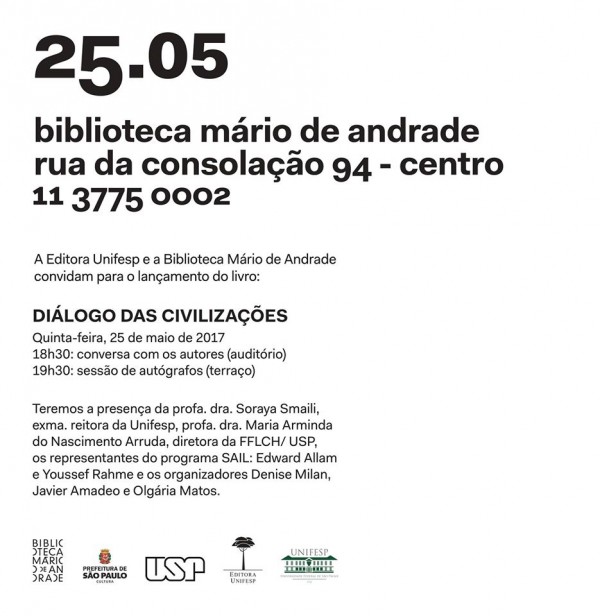 25.05
biblioteca mário de andrade
rua da consolação 94 - centro
11 3775 0002
A Editora Unifesp e a Biblioteca Mário de Andrade
convidam para o lançamento do livro:
DIÁLOGO DAS CIVILIZAÇÕES
Quinta-feira, 25 de maio de 2017
18h30: conversa com os autores (auditório)
19h30: sessão de autógrafos (terraço)
Teremos a presença da profa. dra. Soraya Smaili,
exma. reitora da Unifesp, profa. dra. Maria Arminda
do Nascimento Arruda, diretora da FFLCH/ USP,
os representantes do programa SAIL: Edward Allam
e Youssef Rahme e os organizadores Denise Milan,
Javier Amadeo e Olgária Matos.
BIBLIO
OTECA
MÁRIO
O DE AN
DRADE
PREFEITURA DE
SÃO PAULO
CULTURA
USP
EDITORA
UNIFESP
UNIFESP